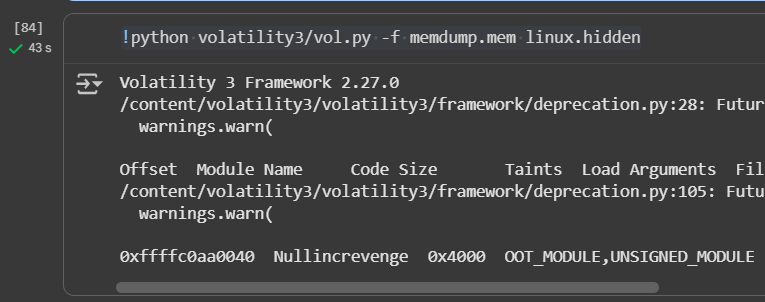 [84]
43 s
!python volatility3/vol.py -f memdump.mem linux.hidden
Volatility 3 Framework 2.27.0
/content/volatility3/volatility3/framework/deprecation.py:28: Futur
warnings.warn(
Offset Module Name Code Size Taints Load Arguments Fil
/content/volatility3/volatility3/framework/deprecation.py:105: Futu
warnings.warn(
0xffffc0aa0040 Nullincrevenge 0x4000 OOT_MODULE,UNSIGNED_MODULE